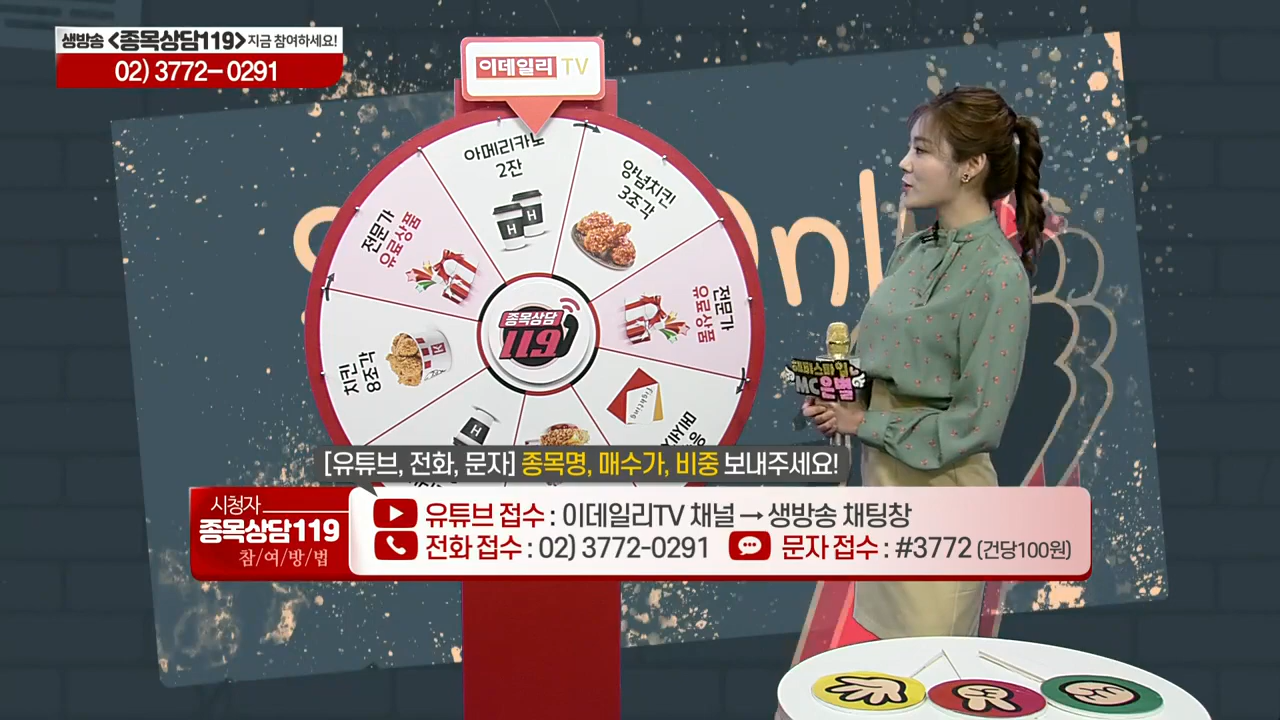 생방송 <종목상담119> 지금 참여하세요!
02) 3772-0291
이데일리 TV
아메리카노
2잔
양념치킨
3조각
전문가
유료상품
전문가
유료상품
치킨
8조각
종목상담
119
H
H
H
Fighting
해피스마일
MC은별
[유튜브, 전화, 문자] 종목명, 매수가, 비중 보내주세요!
시청자
종목상담119
참/여/방/법
유튜브 접수 : 이데일리TV 채널 → 생방송 채팅창
전화 접수 : 02) 3772-0291
문자 접수 : #3772 (건당100원)